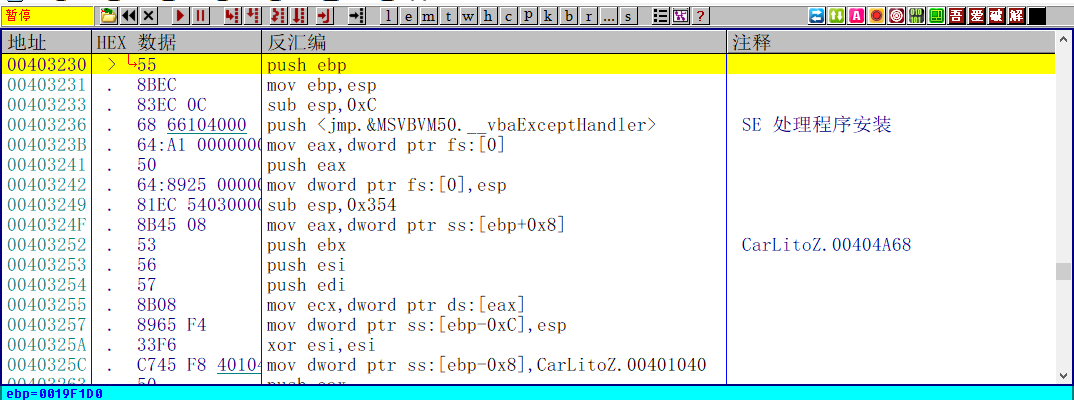 暂停 l e m t w h c p k b r ... s ? 吾 爱 破 解
地址 HEX 数据 反汇编 注释
00403230 > 55 push ebp
00403231 . 8BEC mov ebp,esp
00403233 . 83EC 0C sub esp,0xC
00403236 . 68 66104000 push <jmp.&MSVBVM50.__vbaExceptHandler> SE 处理程序安装
0040323B . 64:A1 0000000 mov eax,dword ptr fs:[0]
00403241 . 50 push eax
00403242 . 64:8925 00000 mov dword ptr fs:[0],esp
00403249 . 81EC 54030000 sub esp,0x354
0040324F . 8B45 08 mov eax,dword ptr ss:[ebp+0x8]
00403252 . 53 push ebx CarLitoZ.00404A68
00403253 . 56 push esi
00403254 . 57 push edi
00403255 . 8B08 mov ecx,dword ptr ds:[eax]
00403257 . 8965 F4 mov dword ptr ss:[ebp-0xC],esp
0040325A . 33F6 xor esi,esi
0040325C . C745 F8 40104 mov dword ptr ss:[ebp-0x8],CarLitoZ.00401040
00403263 . 50 push eax
ebp=0019F1D0